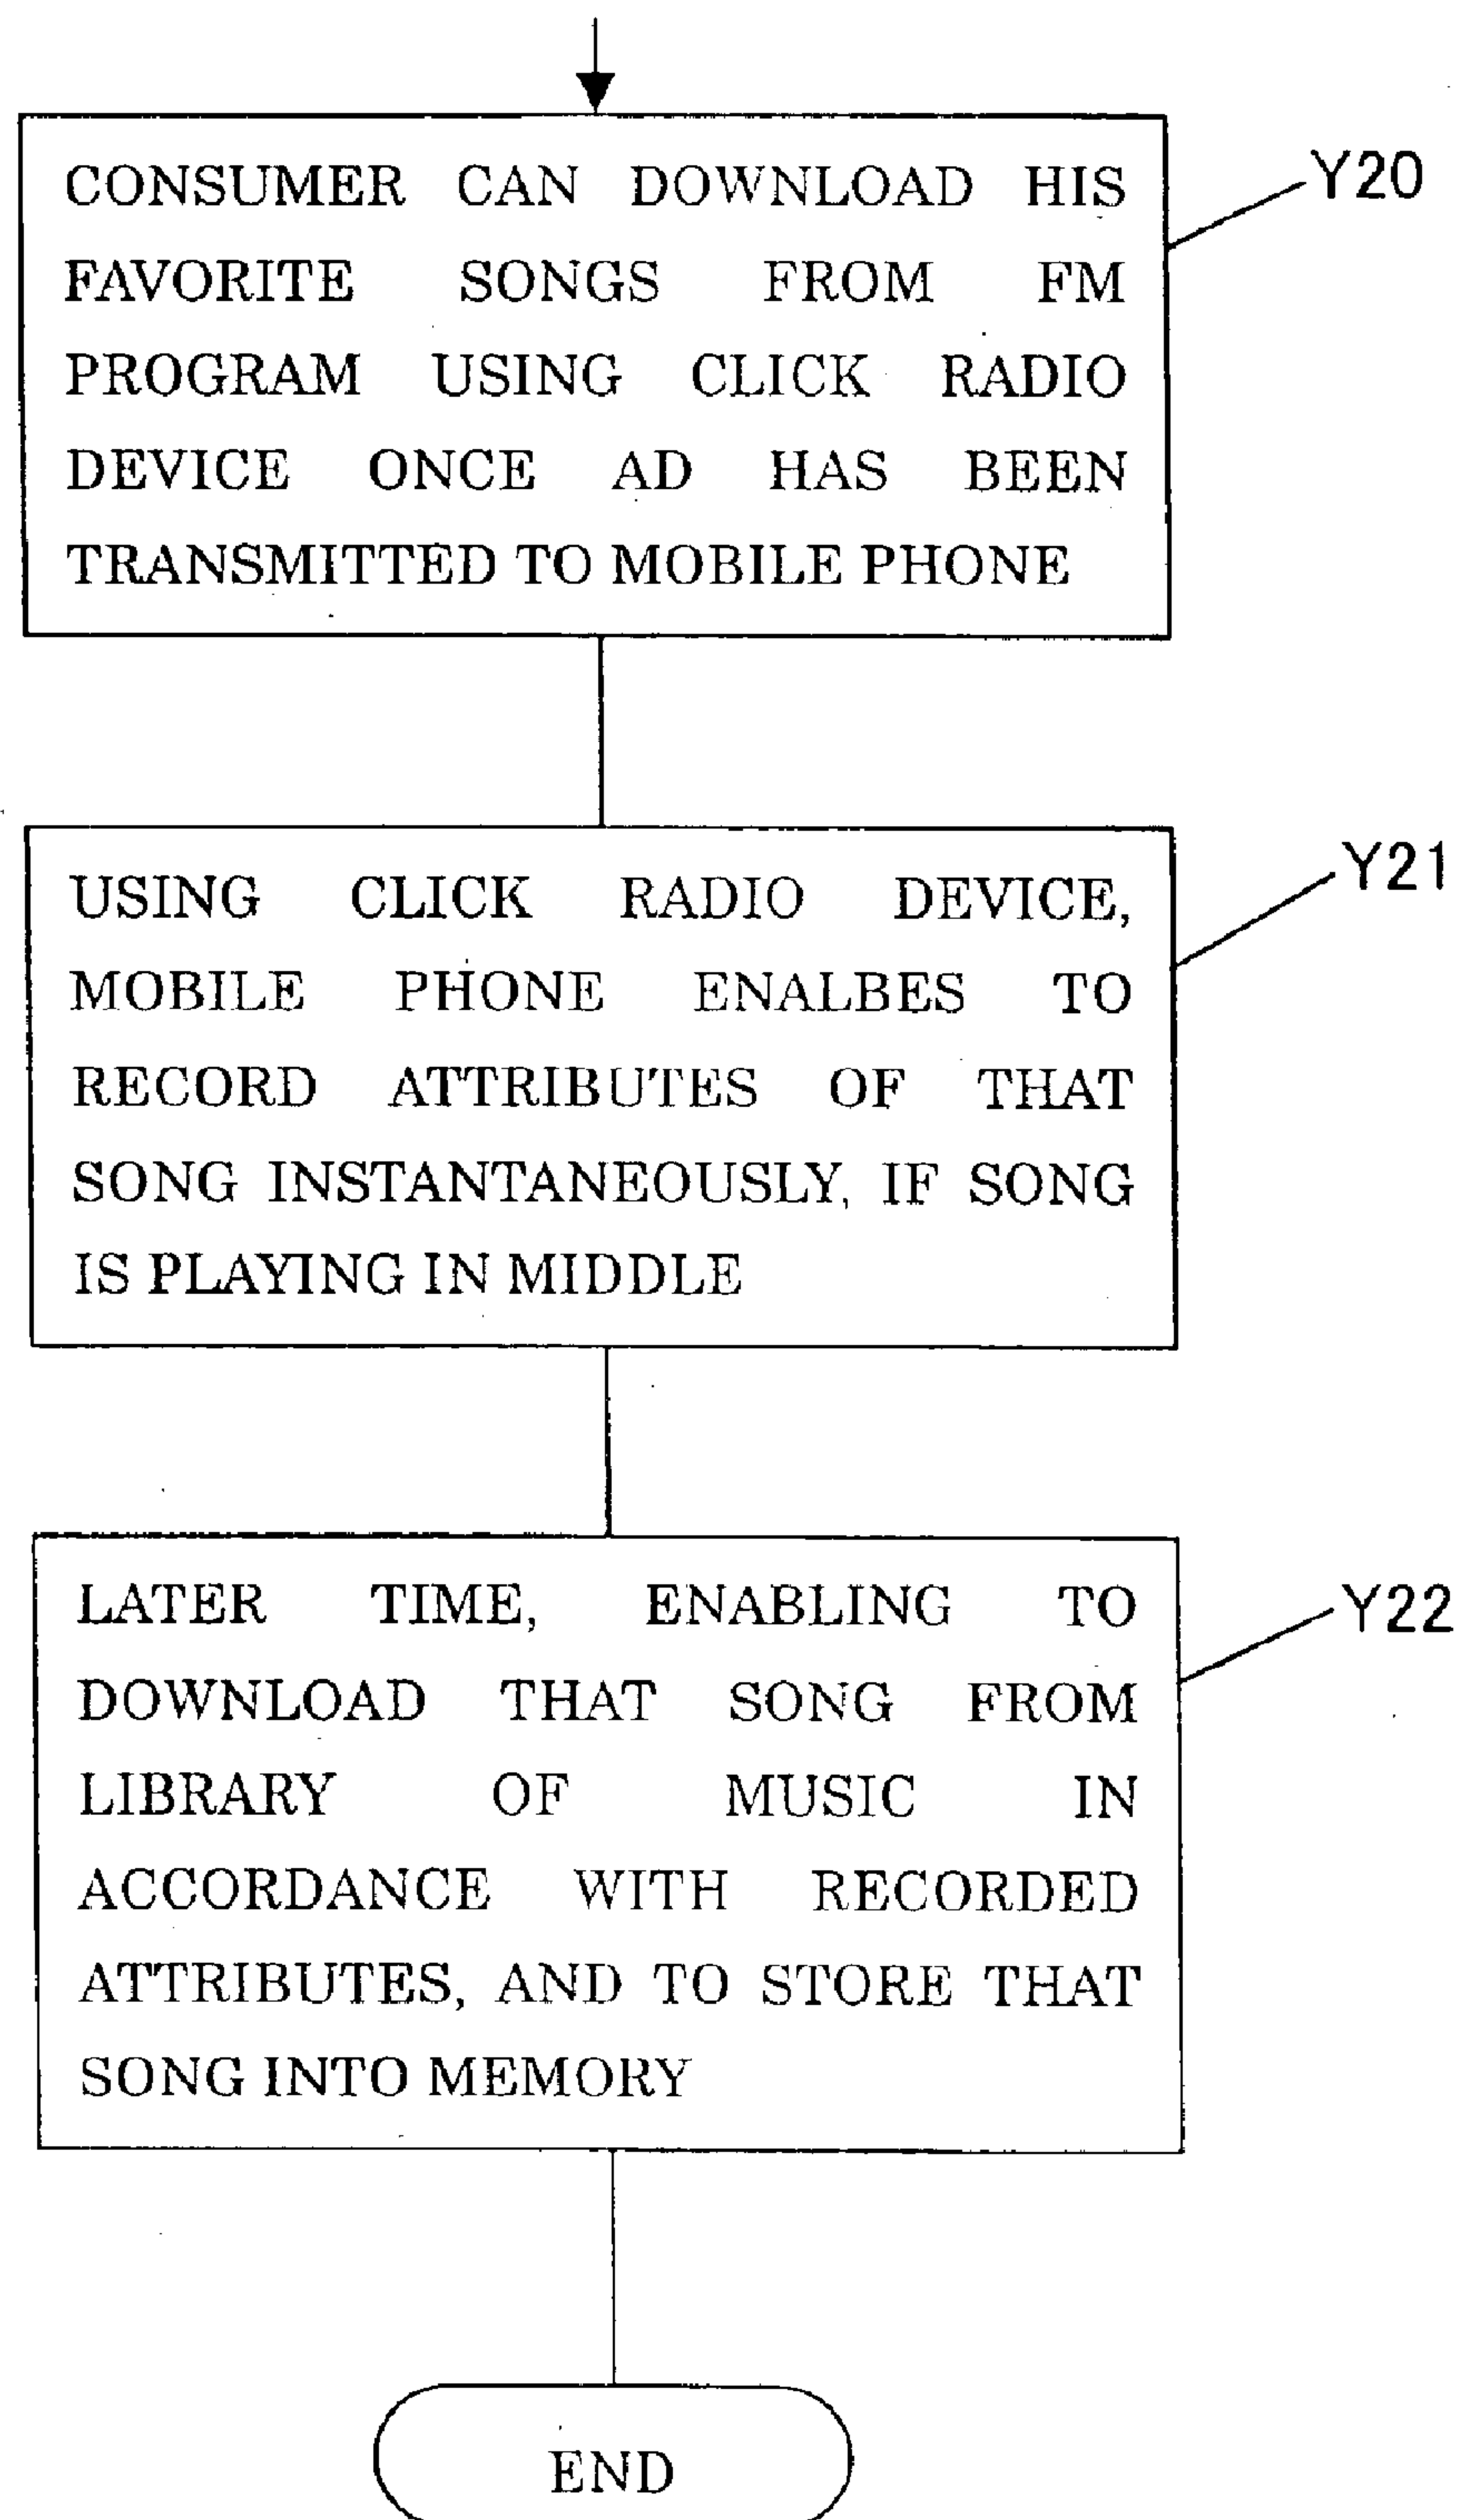 CONSUMER CAN DOWNLOAD HIS
FAVORITE SONGS FROM FM
PROGRAM USING CLICK RADIO
DEVICE ONCE AD HAS BEEN
TRANSMITTED TO MOBILE PHONE
Y20
USING CLICK RADIO DEVICE,
MOBILE PHONE ENALBES TO
RECORD ATTRIBUTES OF THAT
SONG INSTANTANEOUSLY, IF SONG
IS PLAYING IN MIDDLE
Y21
LATER TIME, ENABLING TO
DOWNLOAD THAT SONG FROM
LIBRARY OF MUSIC IN
ACCORDANCE WITH RECORDED
ATTRIBUTES, AND TO STORE THAT
SONG INTO MEMORY
Y22
END